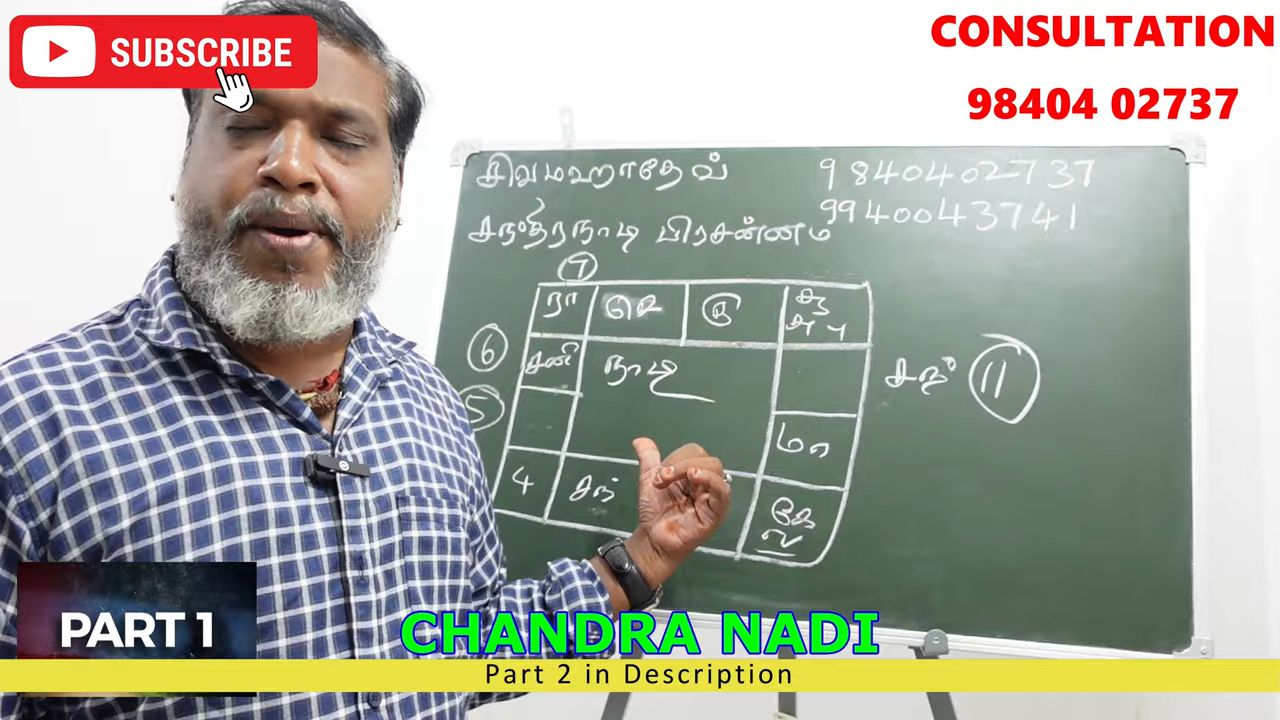 SUBSCRIBE
CONSULTATION
98404 02737
சிவமஹாதேவ் 9840402737
சந்திரநாடி பிரசன்னம் 9940043741
7
ரா கு
6 சனி நாடி சந் 11
5
மா
4 சந்
கே
ல
PART 1
CHANDRA NADI
Part 2 in Description